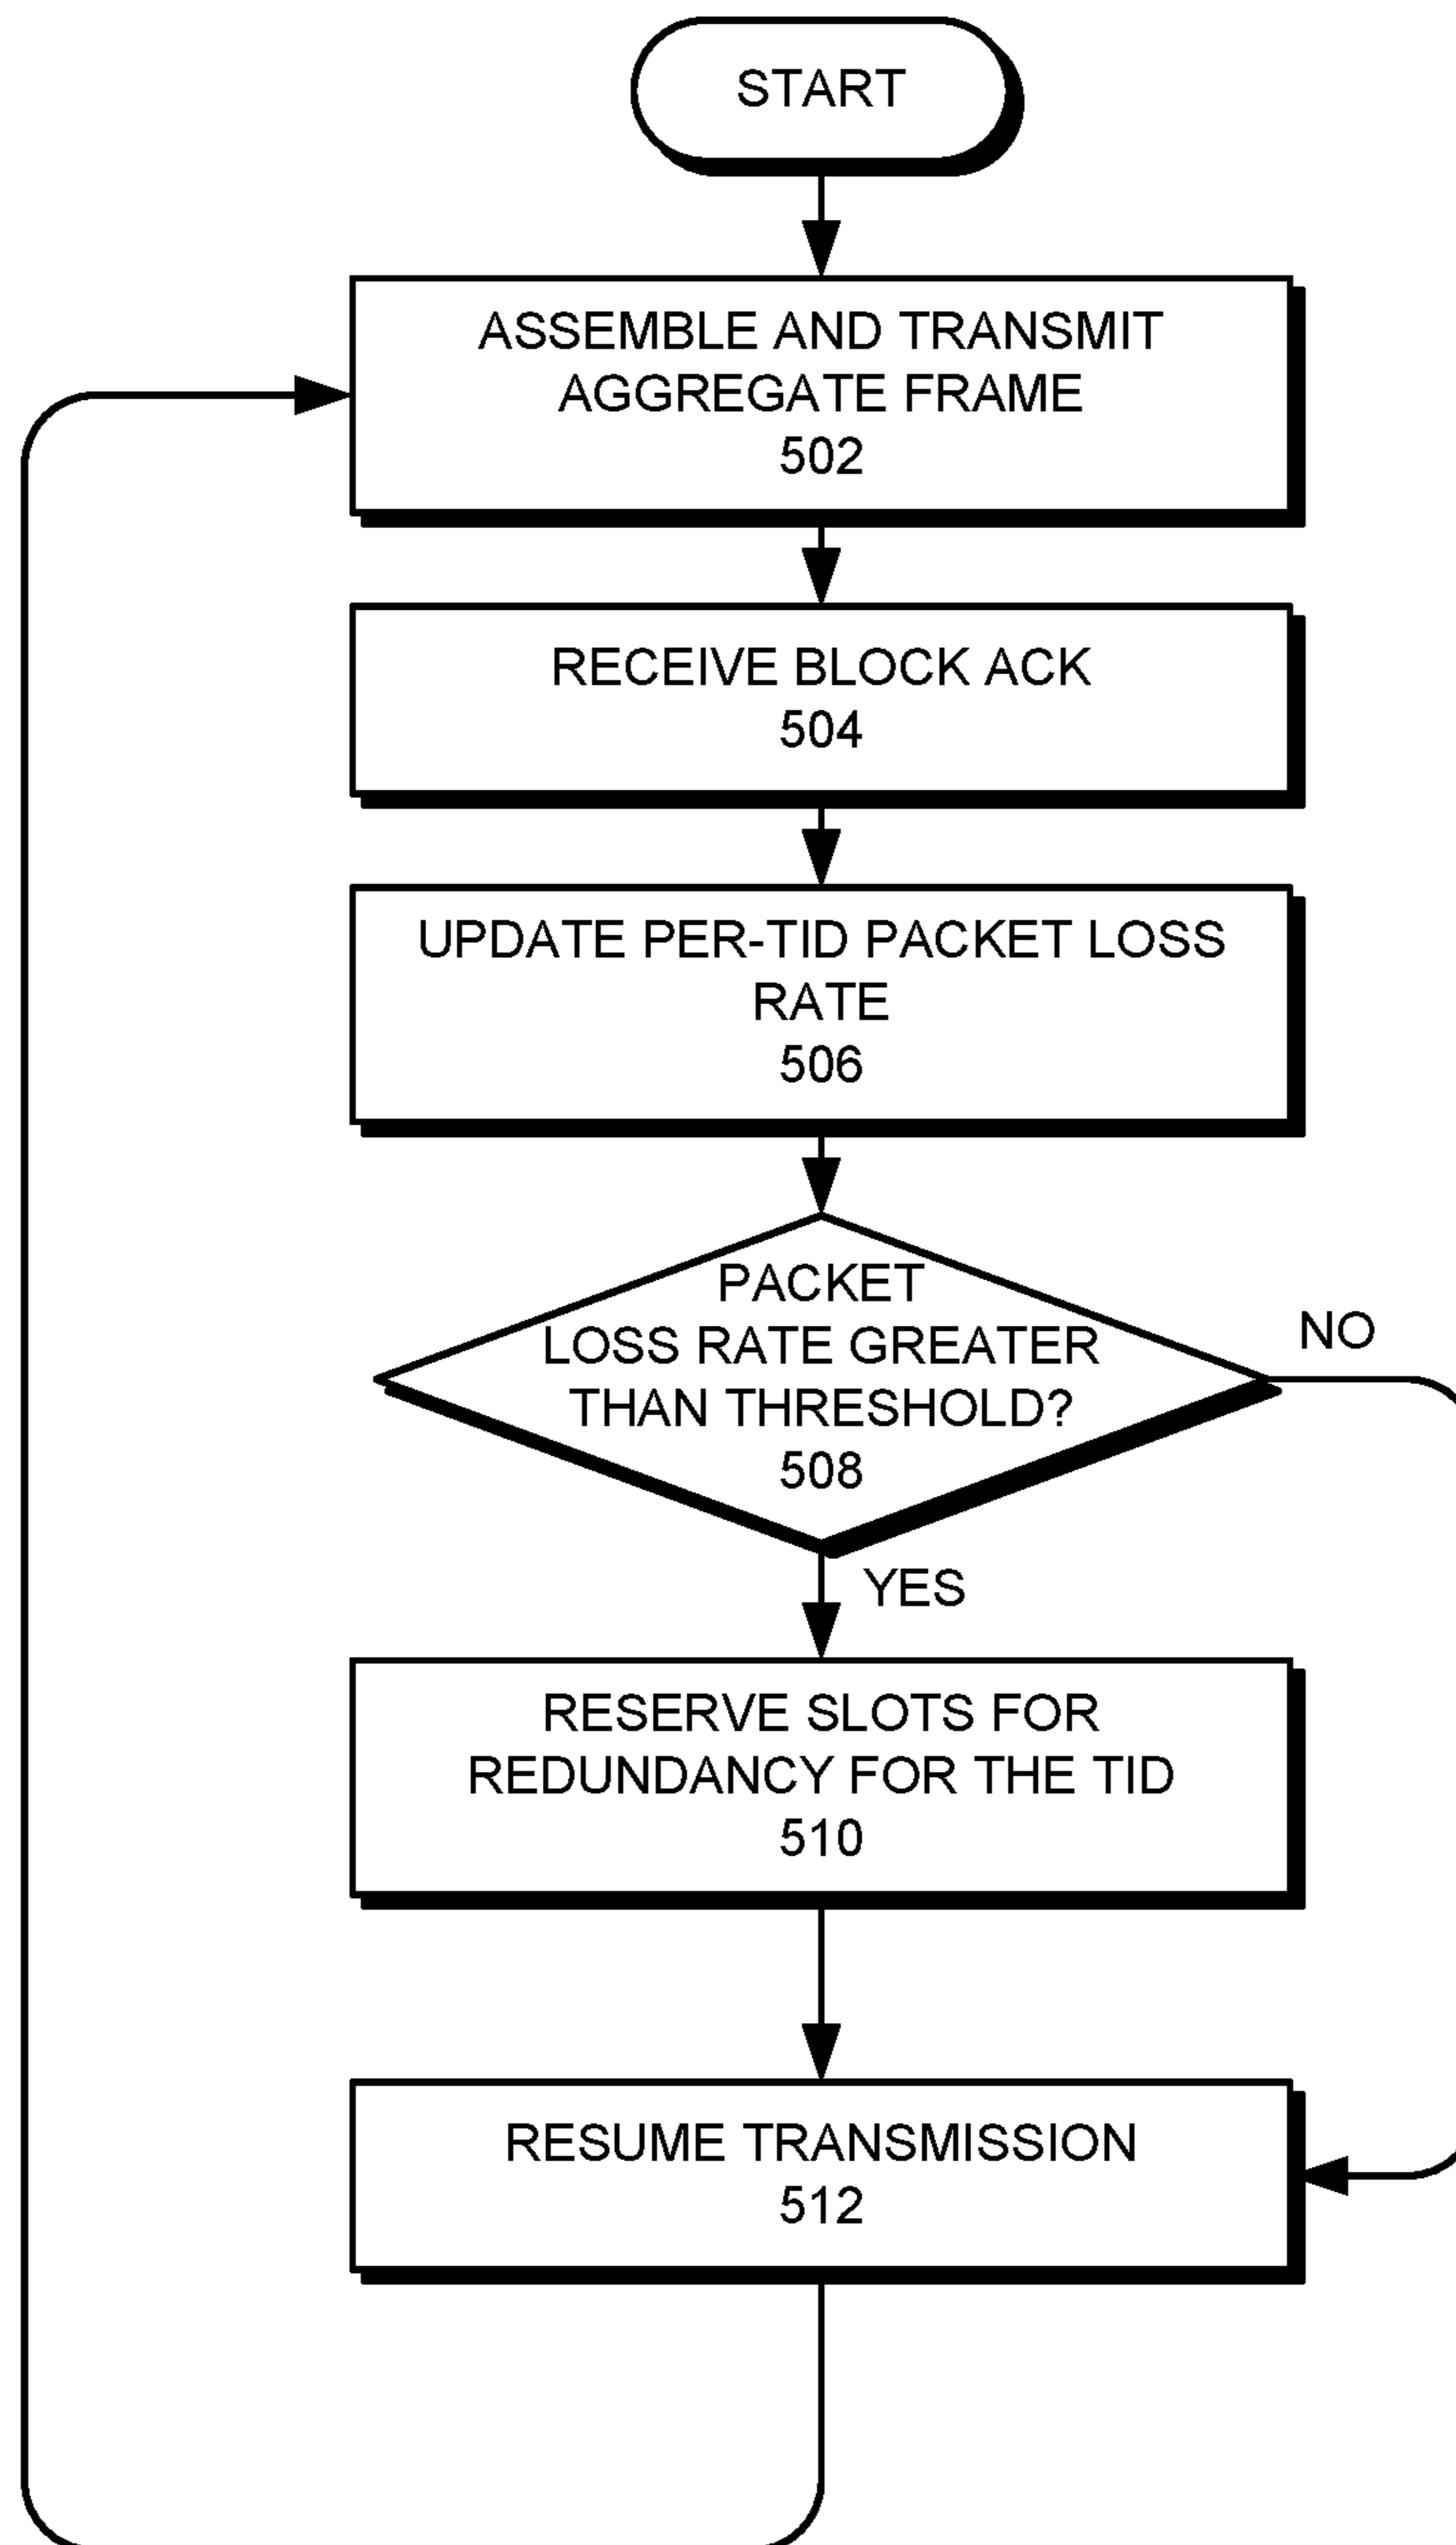 START
ASSEMBLE AND TRANSMIT
AGGREGATE FRAME
502
RECEIVE BLOCK ACK
504
UPDATE PER-TID PACKET LOSS
RATE
506
PACKET
LOSS RATE GREATER
THAN THRESHOLD?
508
NO
YES
RESERVE SLOTS FOR
REDUNDANCY FOR THE TID
510
RESUME TRANSMISSION
512